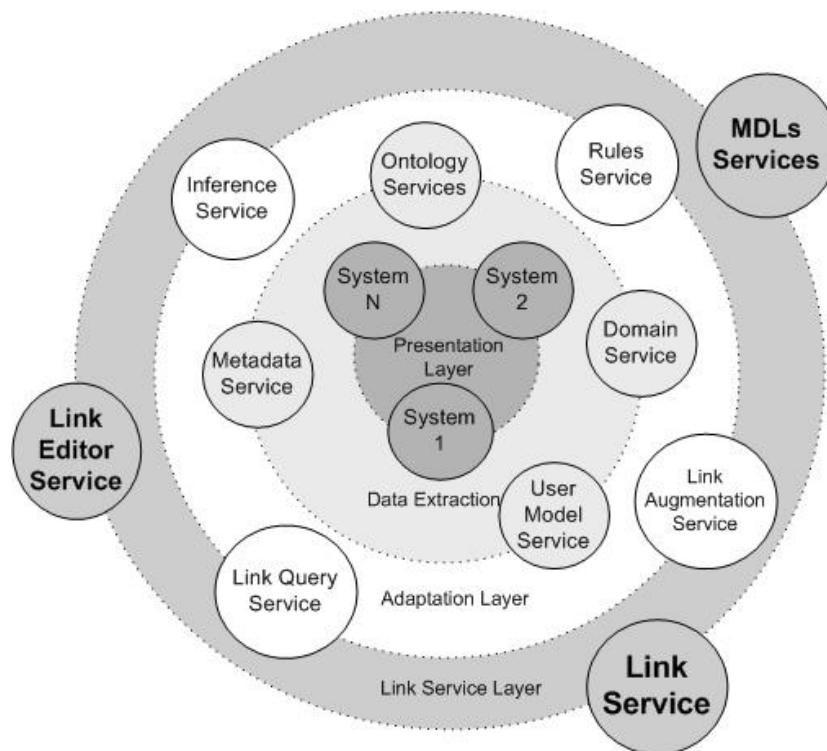 MDLs
Services
Ontology
Services
Rules
Service
Inference
Service
System
N
System
2
Domain
Service
Presentation
Layer
Metadata
Service
System
1
Link
Editor
Service
Data Extraction
User
Model
Service
Link
Augmentation
Service
Link Query
Service
Adaptation Layer
Link Service Layer
Link
Service